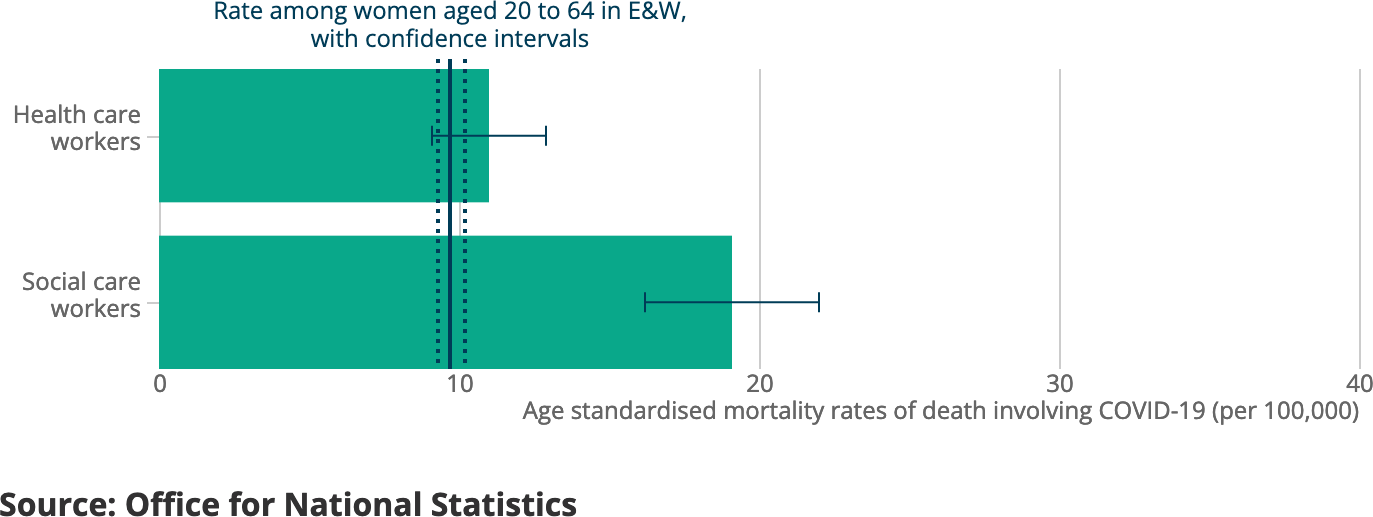 Rate among women aged 20 to 64 in E&W,
with confidence intervals
Health care
workers
Social care
workers
0 10 20 30 40
Age standardised mortality rates of death involving COVID-19 (per 100,000)
Source: Office for National Statistics